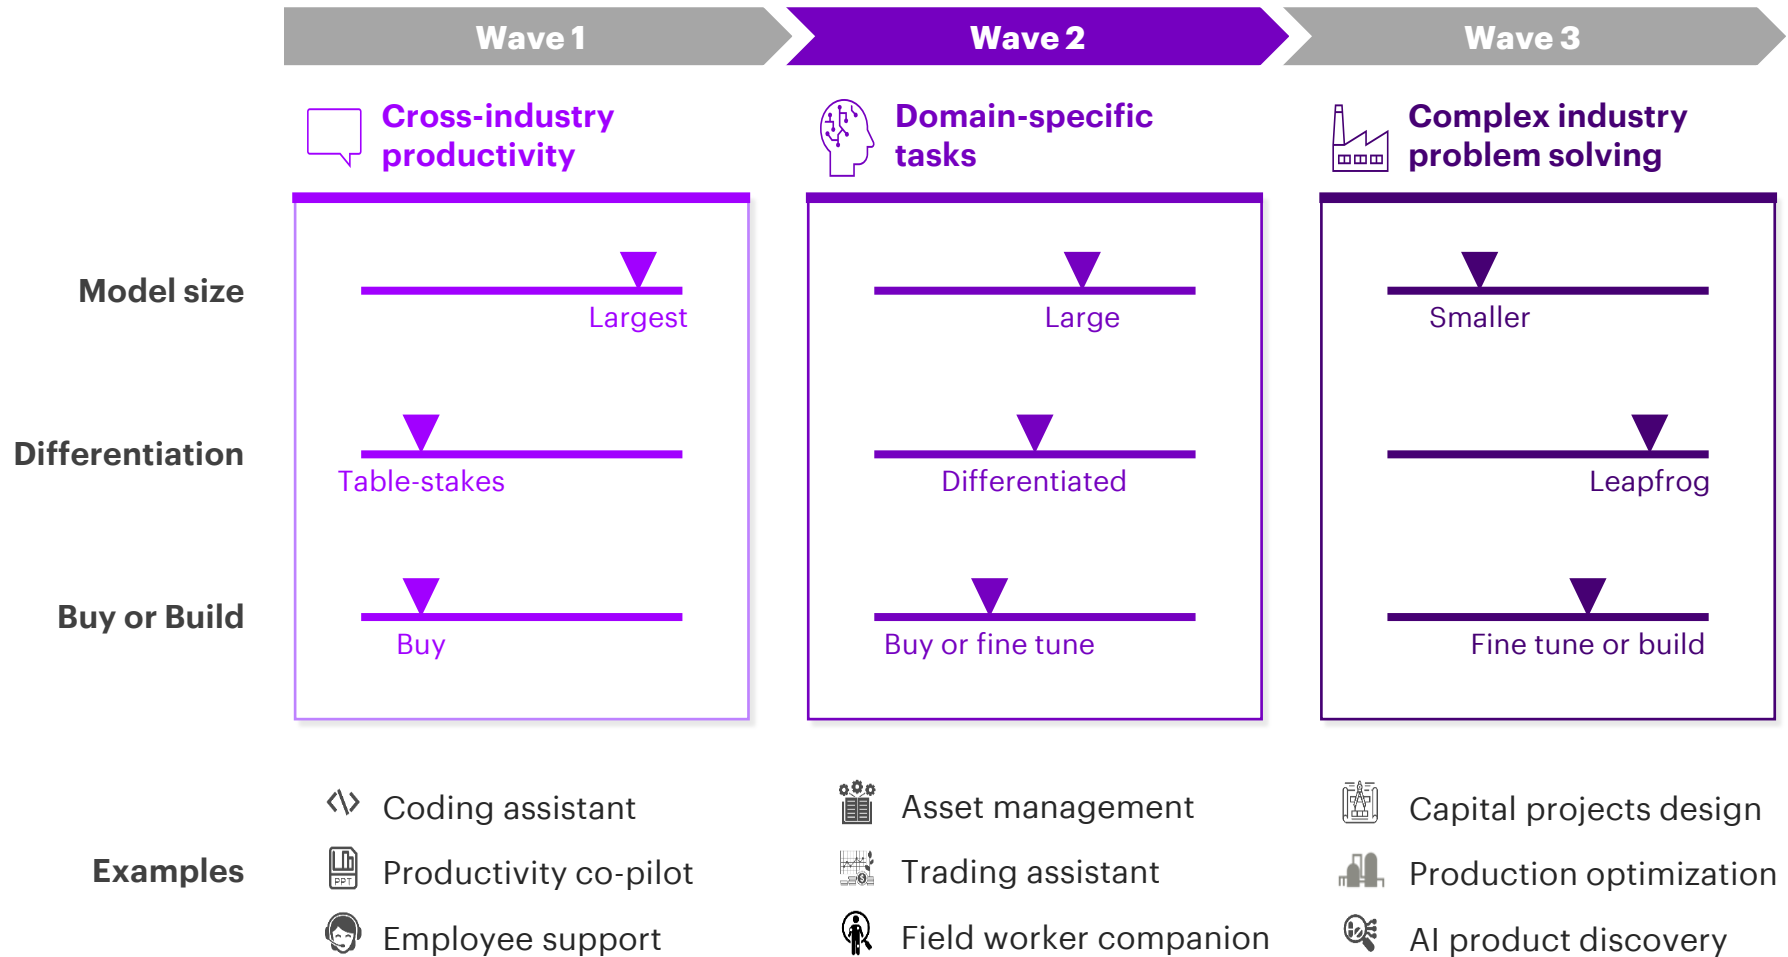 Wave 1
Wave 2
Wave 3
Cross-industry
productivity
Domain-specific
tasks
Complex industry
problem solving
Model size
Largest
Large
Smaller
Differentiation
Table-stakes
Differentiated
Leapfrog
Buy or Build
Buy
Buy or fine tune
Fine tune or build
Examples
Coding assistant
PPT
Productivity co-pilot
Employee support
Asset management
Trading assistant
Field worker companion
Capital projects design
Production optimization
AI product discovery